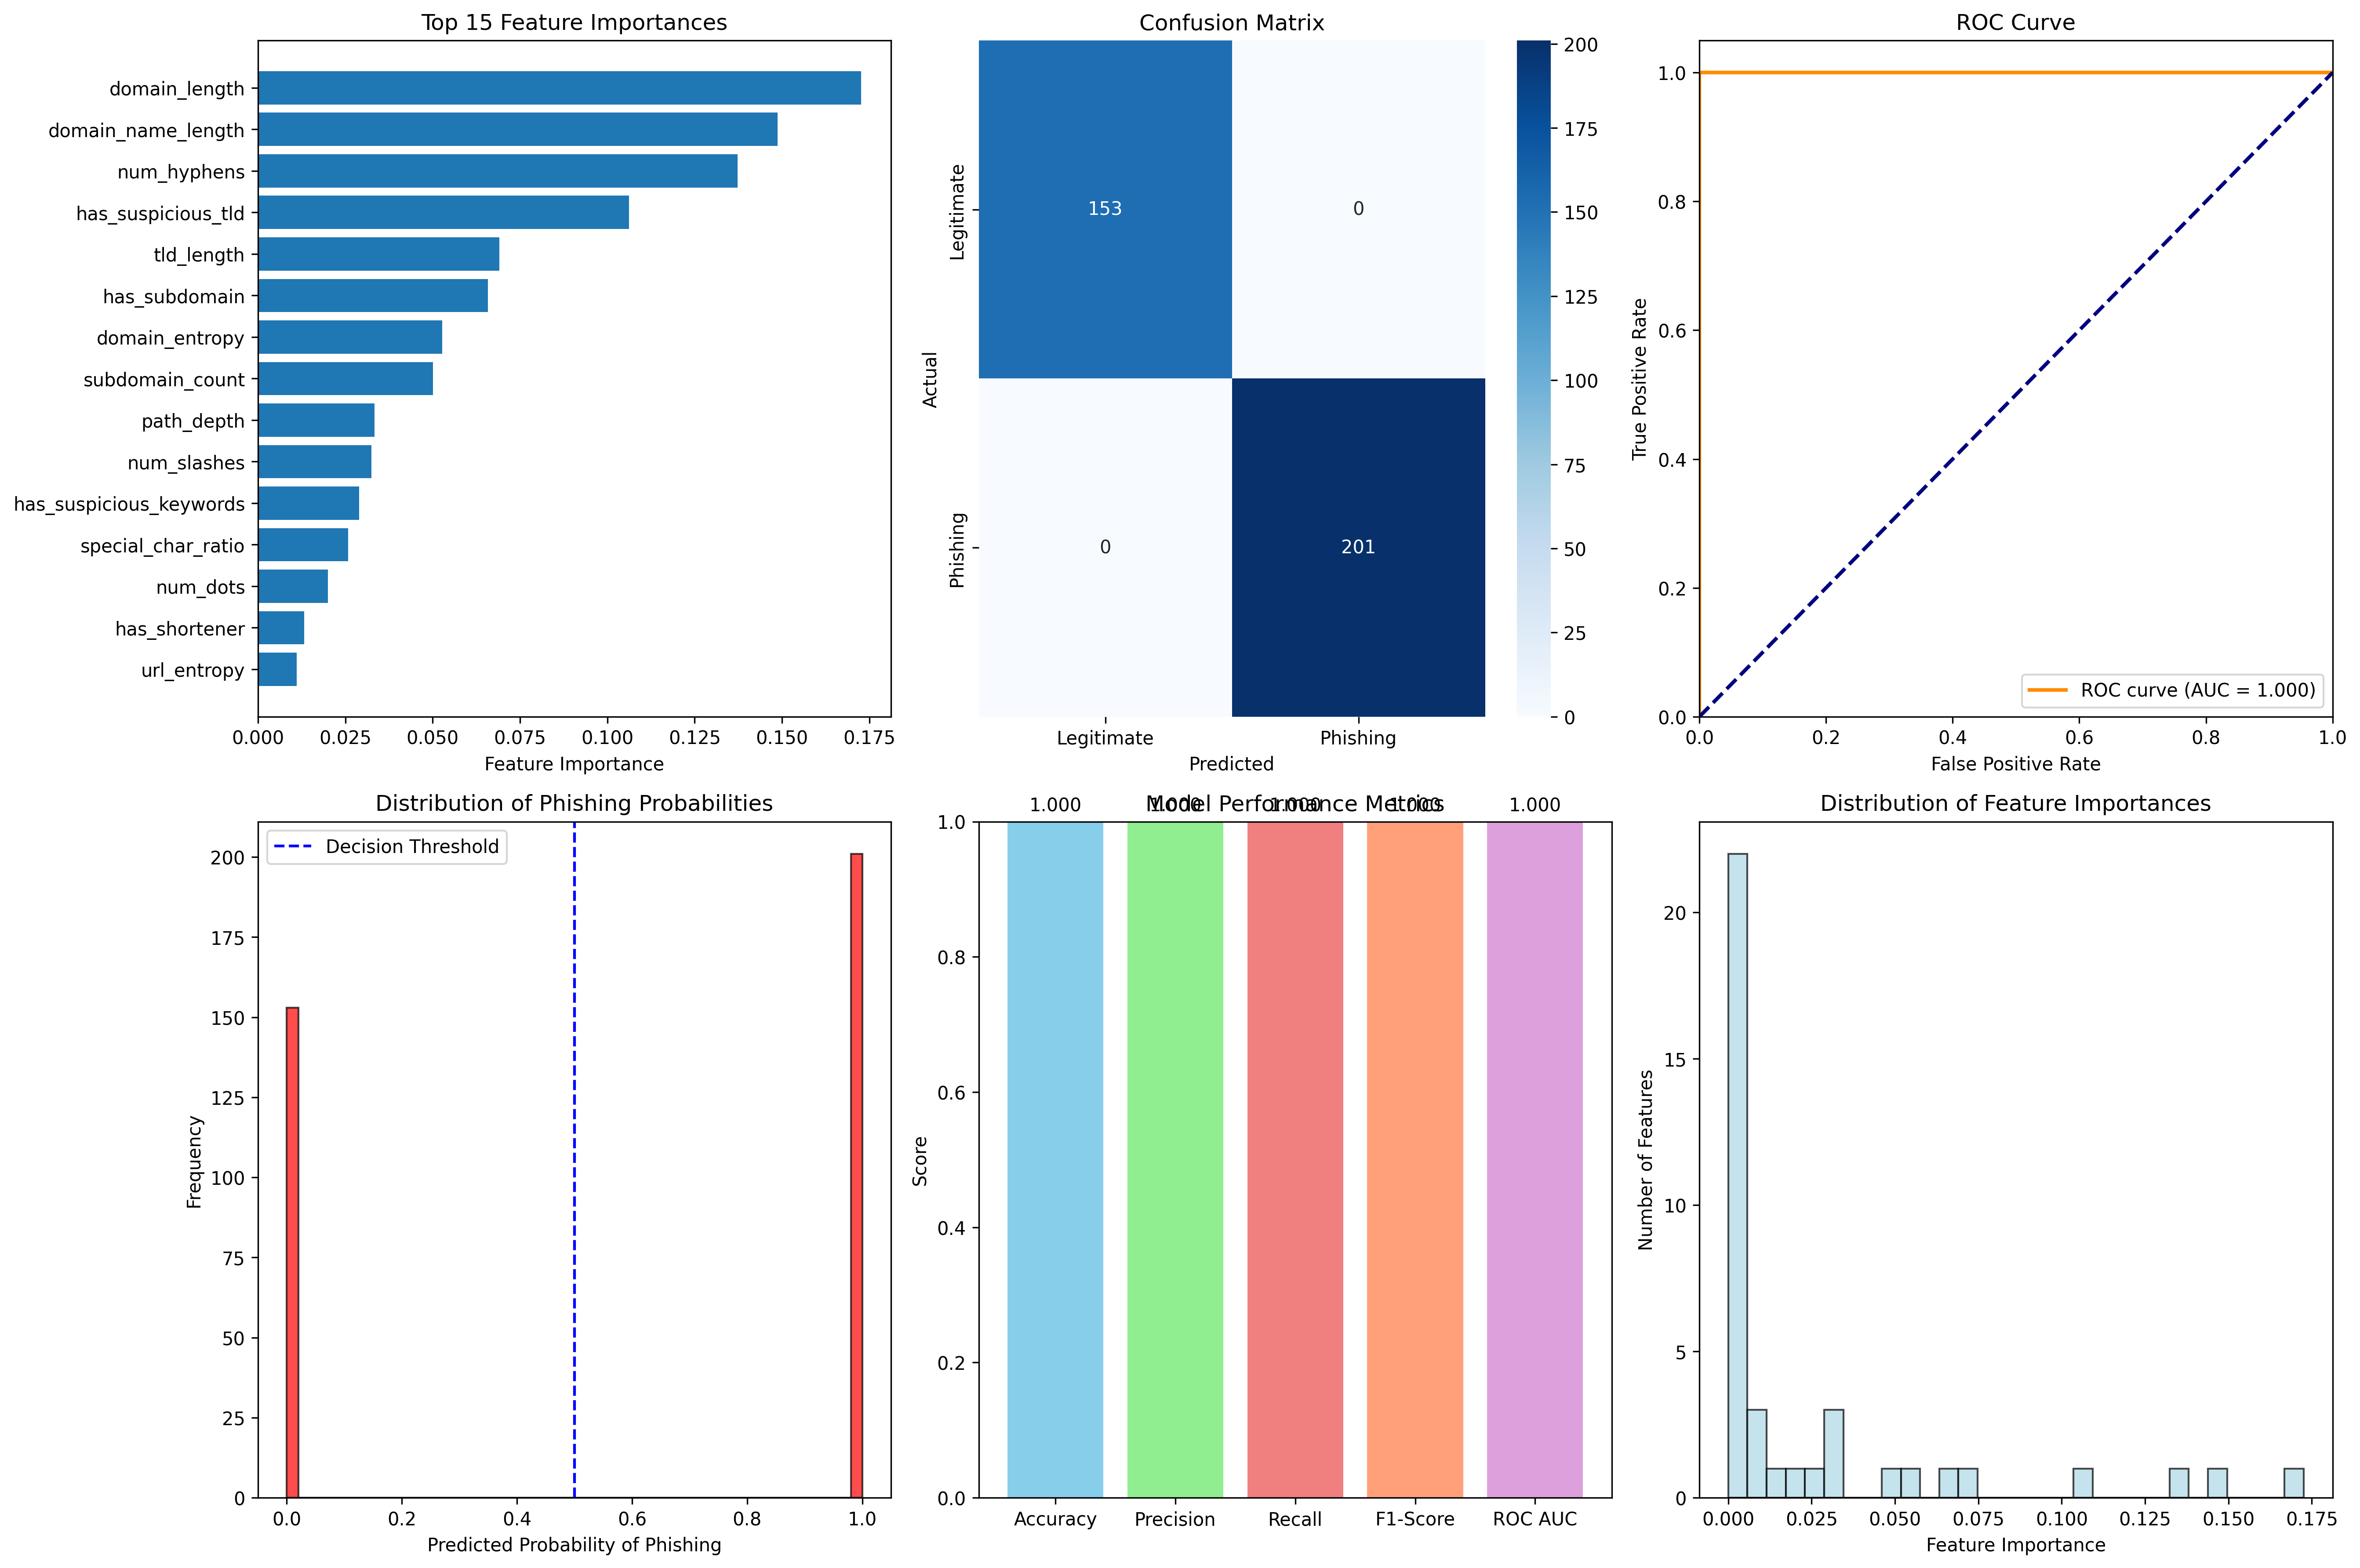 Top 15 Feature Importances
domain_length
domain_name_length
num_hyphens
has_suspicious_tld
tld_length
has_subdomain
domain_entropy
subdomain_count
path_depth
num_slashes
has_suspicious_keywords
special_char_ratio
num_dots
has_shortener
url_entropy
0.000 0.025 0.050 0.075 0.100 0.125 0.150 0.175
Feature Importance
Confusion Matrix
Actual
Legitimate
Phishing
153 0
0 201
Legitimate Phishing
Predicted
200
175
150
125
100
75
50
25
0
ROC Curve
True Positive Rate
1.0
0.8
0.6
0.4
0.2
0.0
ROC curve (AUC = 1.000)
0.0 0.2 0.4 0.6 0.8 1.0
False Positive Rate
Distribution of Phishing Probabilities
Decision Threshold
Frequency
200
175
150
125
100
75
50
25
0
0.0 0.2 0.4 0.6 0.8 1.0
Predicted Probability of Phishing
Model Performance Metrics
1.000 1.000 1.000 1.000 1.000
Score
1.0
0.8
0.6
0.4
0.2
0.0
Accuracy Precision Recall F1-Score ROC AUC
Distribution of Feature Importances
Number of Features
20
15
10
5
0
0.000 0.025 0.050 0.075 0.100 0.125 0.150 0.175
Feature Importance